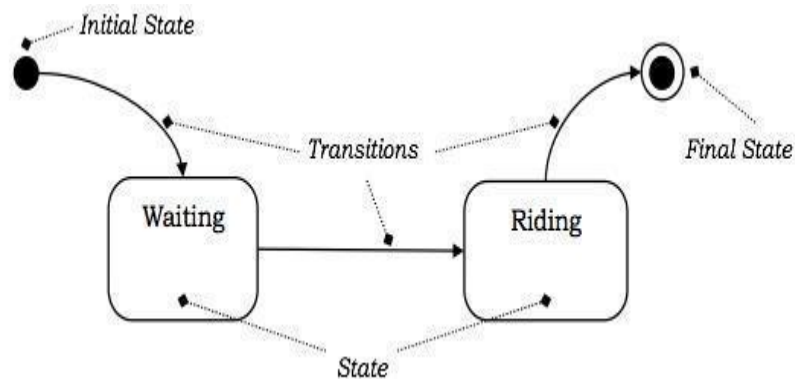 Initial State
Transitions
Final State
Waiting
Riding
State